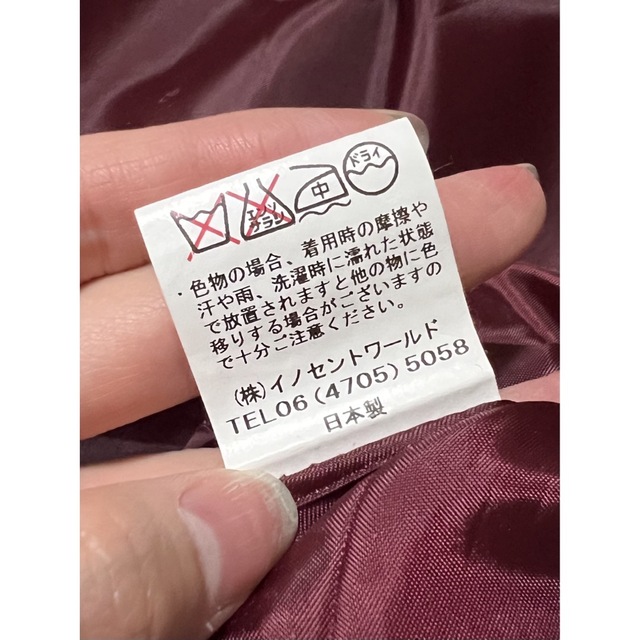 エンソ
サラシ
中
ドライ
・色物の場合、着用時の摩擦や
汗や雨、洗濯時に濡れた状態
で放置されますと他の物に色
移りする場合がございますの
で十分ご注意ください。
(株)イノセントワールド
TEL06(4705)5058
日本製